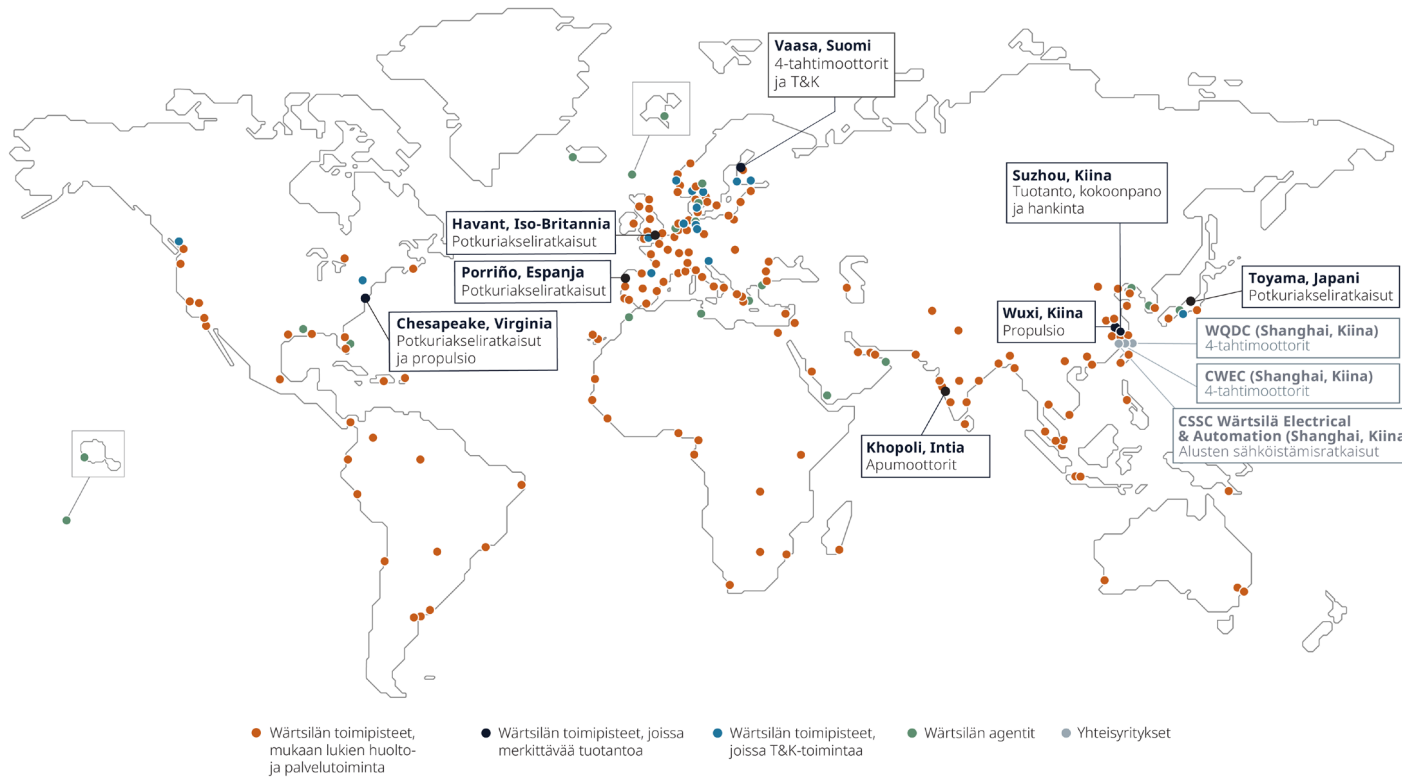 Vaasa, Suomi
4-tahtimoottorit
ja T&K
Suzhou, Kiina
Tuotanto, kokoonpano
ja hankinta
Havant, Iso-Britannia
Potkuriakseliratkaisut
Porriño, Espanja
Potkuriakseliratkaisut
Chesapeake, Virginia
Potkuriakseliratkaisut
ja propulsio
Toyama, Japani
Potkuriakseliratkaisut
Wuxi, Kiina
Propulsio
WQDC (Shanghai, Kiina)
4-tahtimoottorit
CWEC (Shanghai, Kiina)
4-tahtimoottorit
CSSC Wärtsilä Electrical
& Automation (Shanghai, Kiina
Alusten sähköistämisratkaisut
Khopoli, Intia
Apumoottorit
Wärtsilän toimipisteet,
mukaan lukien huolto-
ja palvelutoiminta
Wärtsilän toimipisteet, joissa
merkittävää tuotantoa
Wärtsilän toimipisteet,
joissa T&K-toimintaa
Wärtsilän agentit
Yhteisyritykset